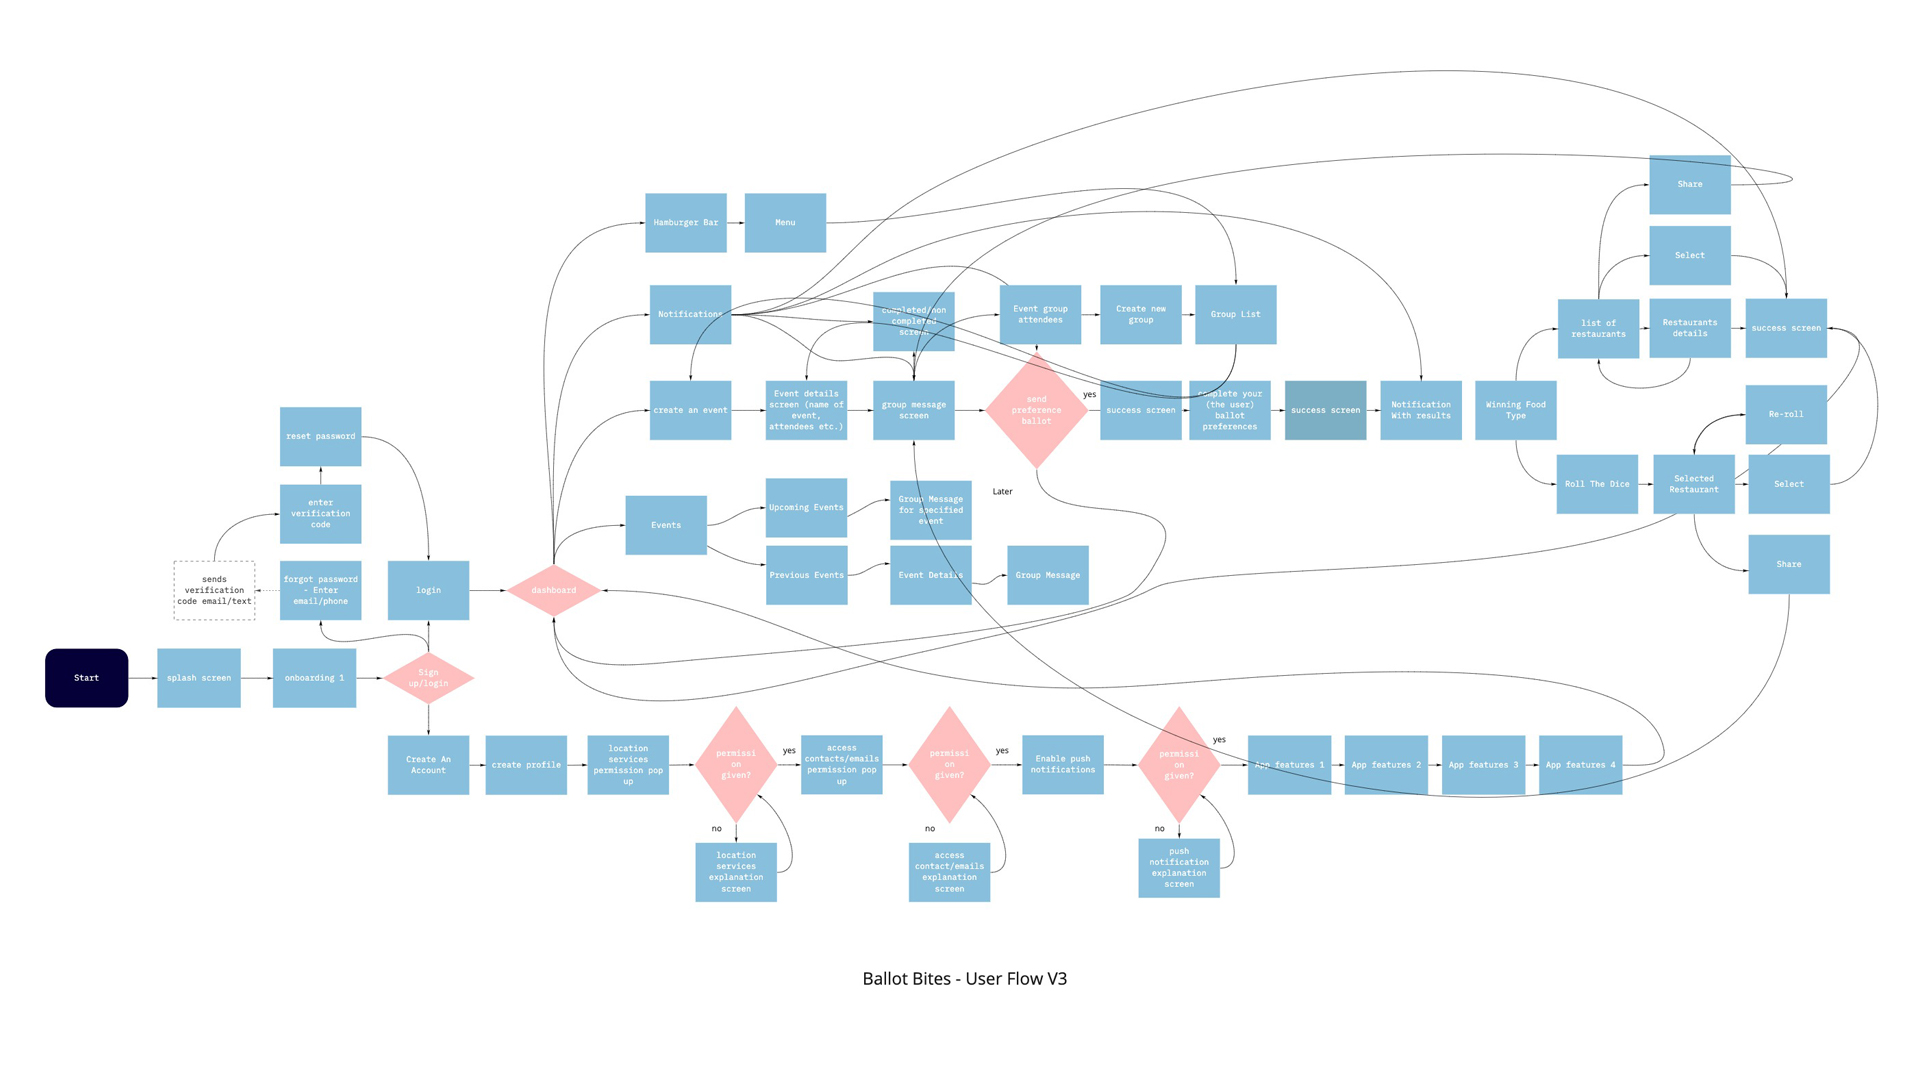 Share
Select
Hamburger Bar
Menu
Notifications
completed/non
completed
screen
Event group
attendees
Create new
group
Group List
list of
restaurants
Restaurants
details
success screen
create an event
Event details
screen (name of
event,
attendees etc.)
group message
screen
send
preference
ballot
yes
success screen
complete your
(the user)
ballot
preferences
success screen
Notification
With results
Winning Food
Type
Re-roll
reset password
Roll The Dice
Selected
Restaurant
Select
enter
verification
code
Later
Events
Upcoming Events
Group Message
for specified
event
Previous Events
Event Details
Group Message
Share
sends
verification
code email/text
forgot password
- Enter
email/phone
login
dashboard
Start
splash screen
onboarding 1
Sign
up/login
Create An
Account
create profile
location
services
permission pop
up
permissi
on
given?
yes
access
contacts/emails
permission pop
up
permissi
on
given?
yes
Enable push
notifications
permissi
on
given?
yes
App features 1
App features 2
App features 3
App features 4
no
location
services
explanation
screen
no
access
contact/emails
explanation
screen
no
push
notification
explanation
screen
Ballot Bites - User Flow V3